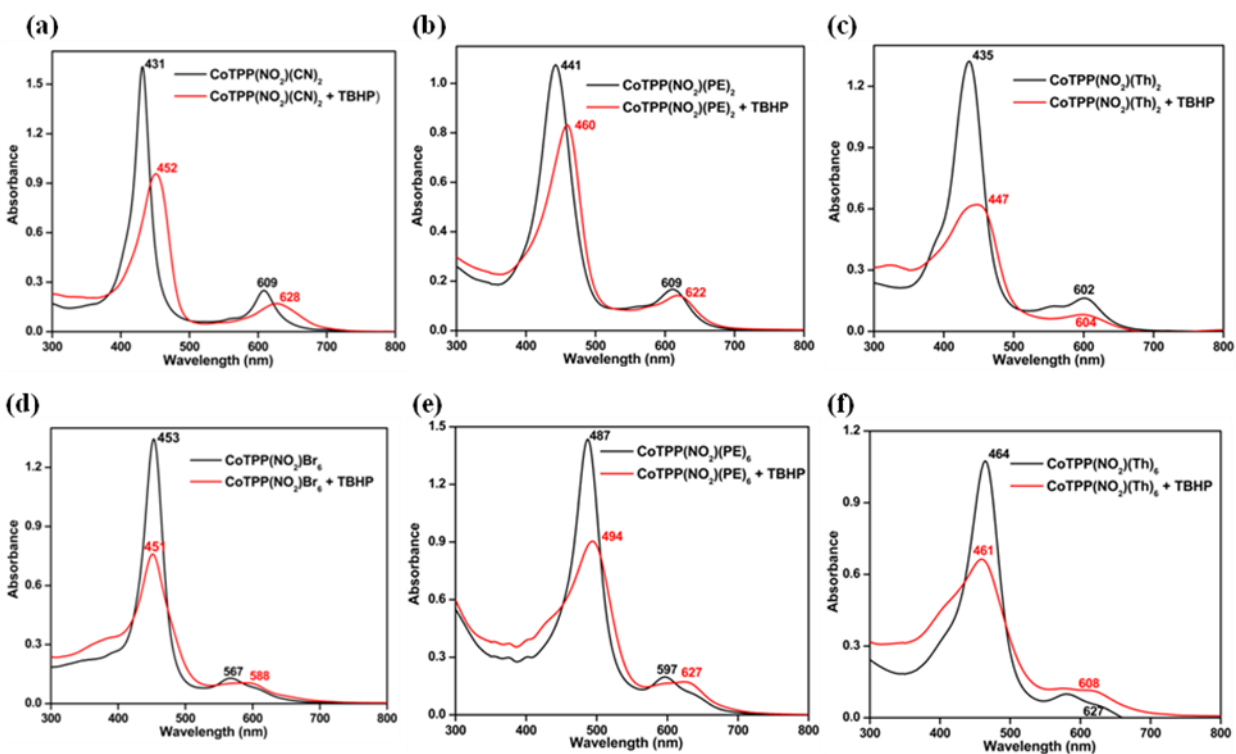 (a)
431
CoTPP(NO2)(CN)2
CoTPP(NO2)(CN)2 + TBHP)
452
609
628
Absorbance
1.5
1.2
0.9
0.6
0.3
0.0
300 400 500 600 700 800
Wavelength (nm)
(b)
441
CoTPP(NO2)(PE)2
CoTPP(NO2)(PE)2 + TBHP
460
609
622
Absorbance
1.0
0.8
0.6
0.4
0.2
0.0
300 400 500 600 700 800
Wavelength (nm)
(c)
435
CoTPP(NO2)(Th)2
CoTPP(NO2)(Th)2 + TBHP
447
602
604
Absorbance
1.2
0.9
0.6
0.3
0.0
300 400 500 600 700 800
Wavelength (nm)
(d)
453
CoTPP(NO2)Br6
CoTPP(NO2)Br6 + TBHP
451
567
588
Absorbance
1.2
0.9
0.6
0.3
0.0
300 400 500 600 700 800
Wavelength (nm)
(e)
487
CoTPP(NO2)(PE)6
CoTPP(NO2)(PE)6 + TBHP
494
597
627
Absorbance
1.5
1.2
0.9
0.6
0.3
0.0
300 400 500 600 700 800
Wavelength (nm)
(f)
464
CoTPP(NO2)(Th)6
CoTPP(NO2)(Th)6 + TBHP
461
608
627
Absorbance
1.2
0.9
0.6
0.3
0.0
300 400 500 600 700 800
Wavelength (nm)